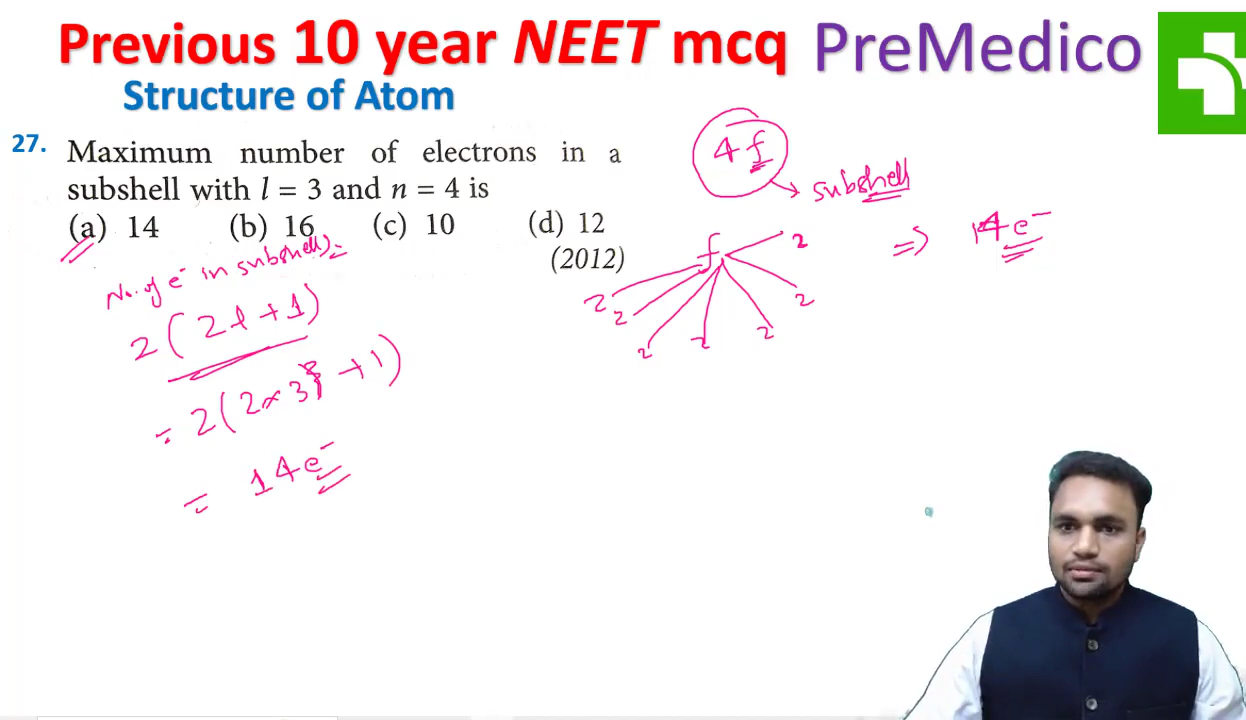 Previous 10 year NEET mcq PreMedico
Structure of Atom
27. Maximum number of electrons in a
subshell with l = 3 and n = 4 is
(a) 14 (b) 16 (c) 10 (d) 12
(2012)
No. of e⁻ in subshell =
2(2l+1)
= 2(2×3+1)
= 14e⁻
4f
subshell
f
2
2
2
2
2
2
2
⇒ 14e⁻